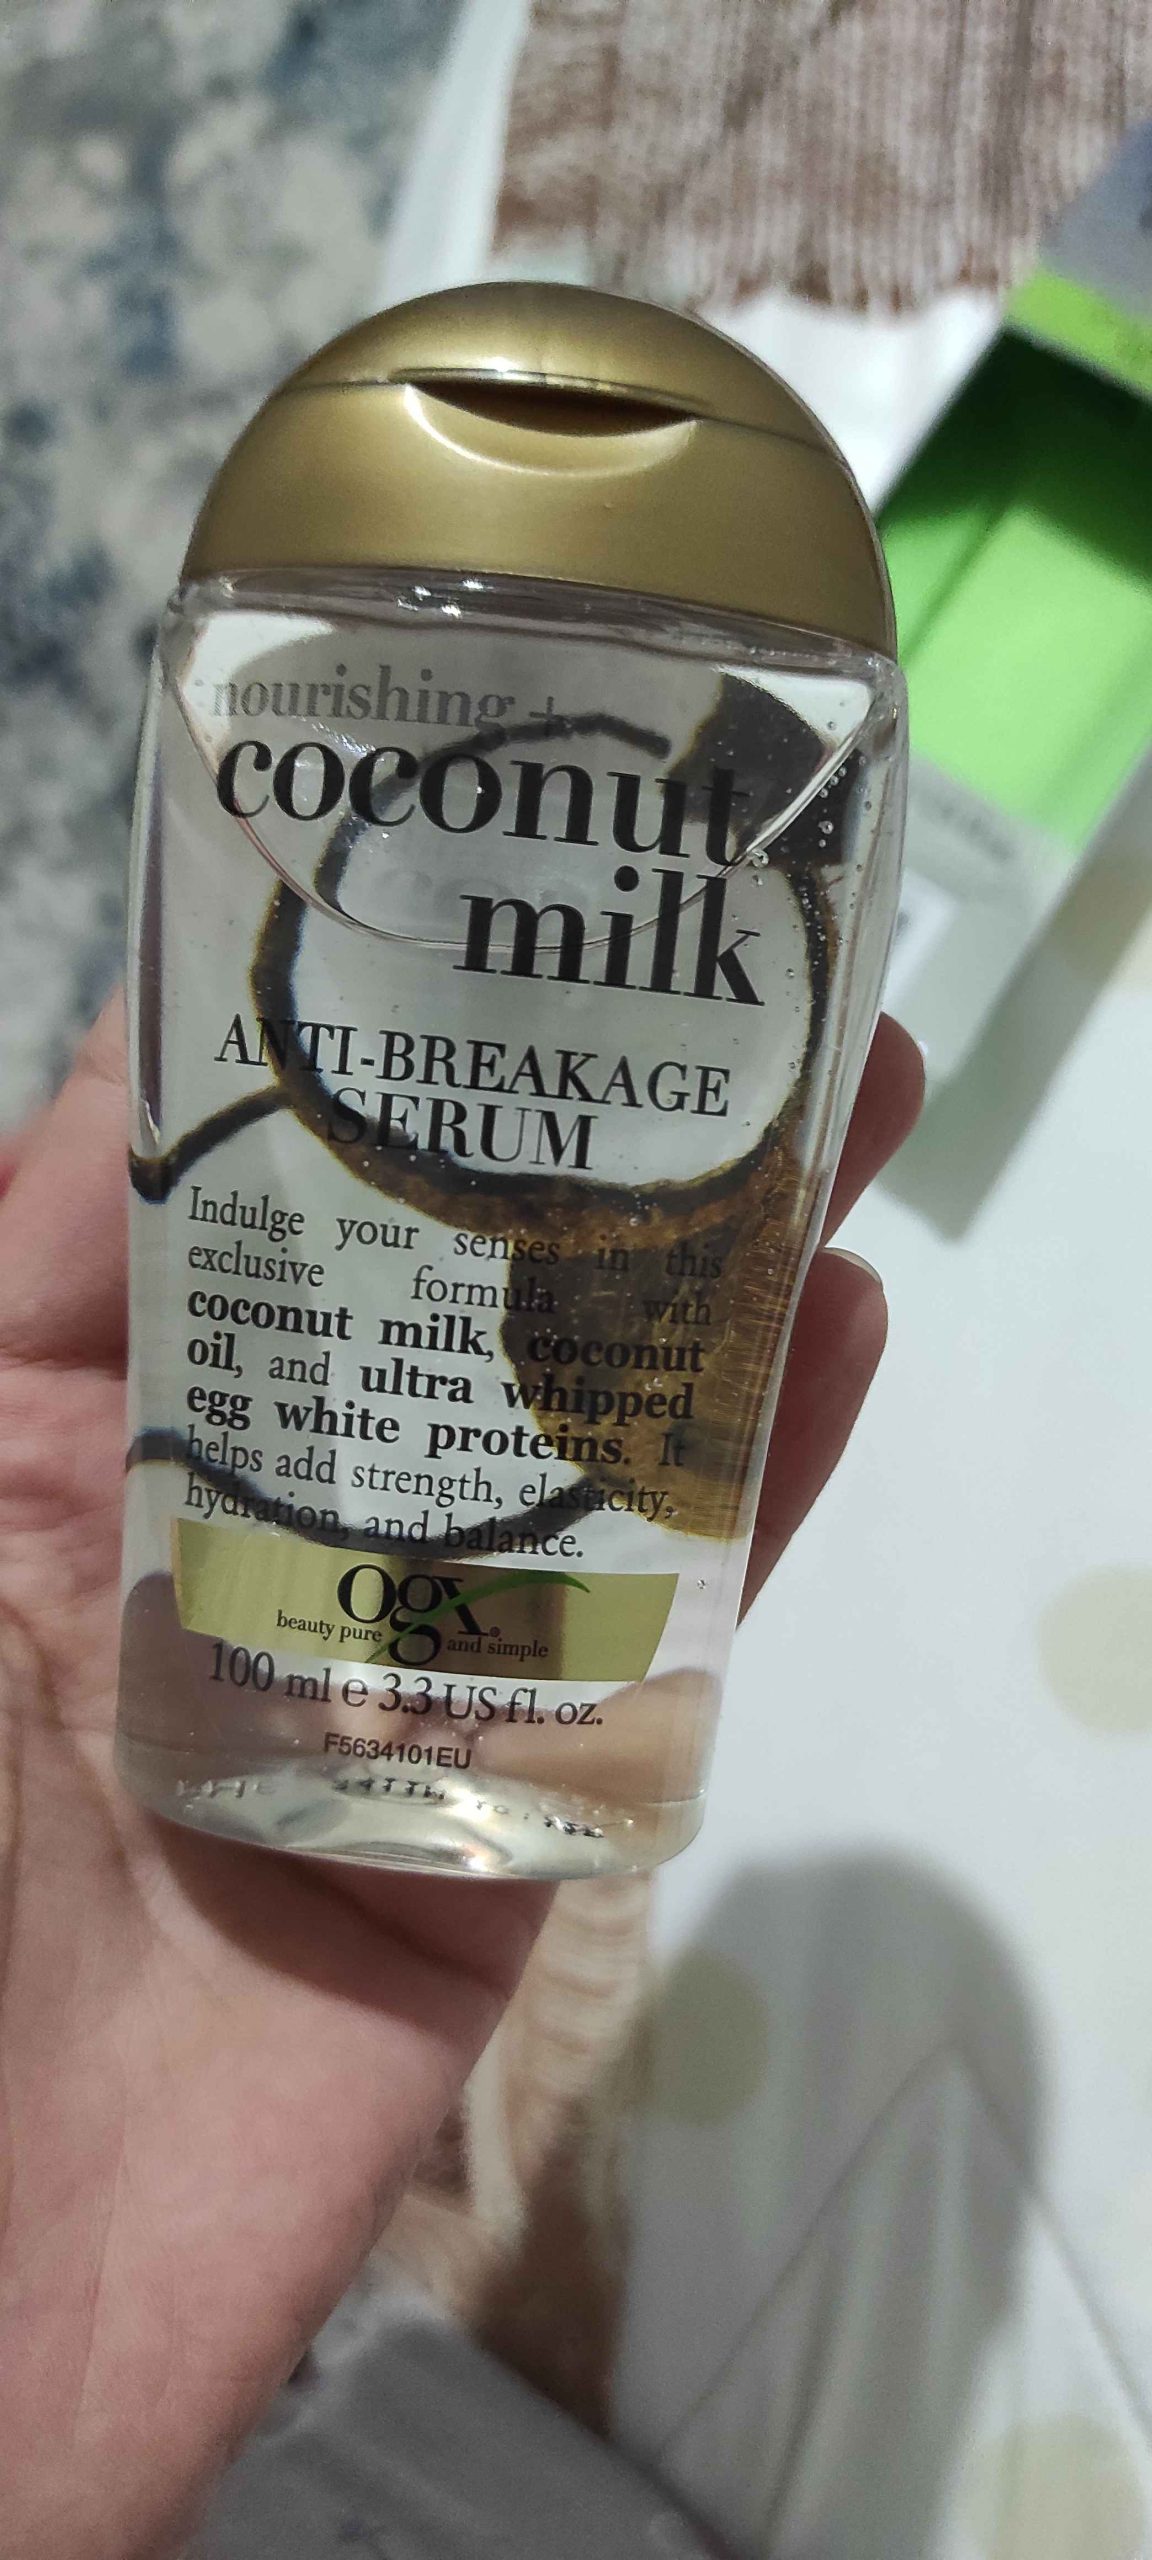 nourishing +
coconut
milk
ANTI-BREAKAGE
SERUM
Indulge your senses in this
exclusive formula with
coconut milk, coconut
oil, and ultra whipped
egg white proteins. It
helps add strength, elasticity,
hydration, and balance.
ogx®
beauty pure and simple
100 ml e 3.3 US fl. oz.
F5634101EU